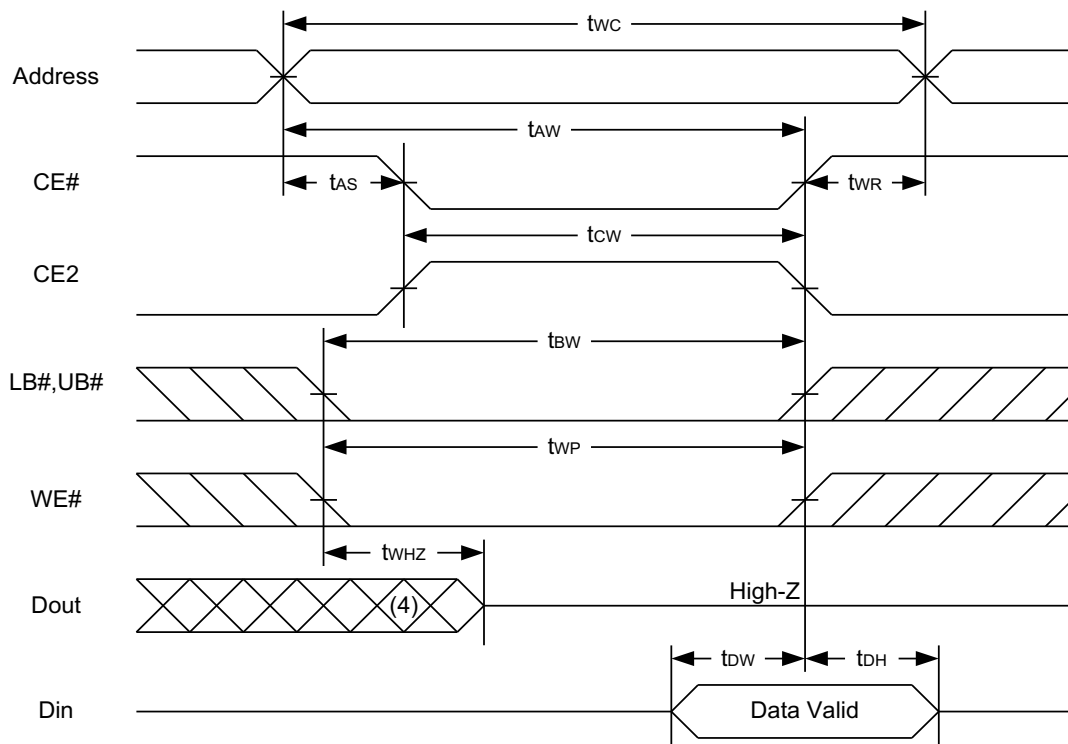 tWC
Address
tAW
CE#
tAS
tWR
tCW
CE2
tBW
LB#,UB#
tWP
WE#
tWHZ
Dout
(4)
High-Z
tDW
tDH
Din
Data Valid